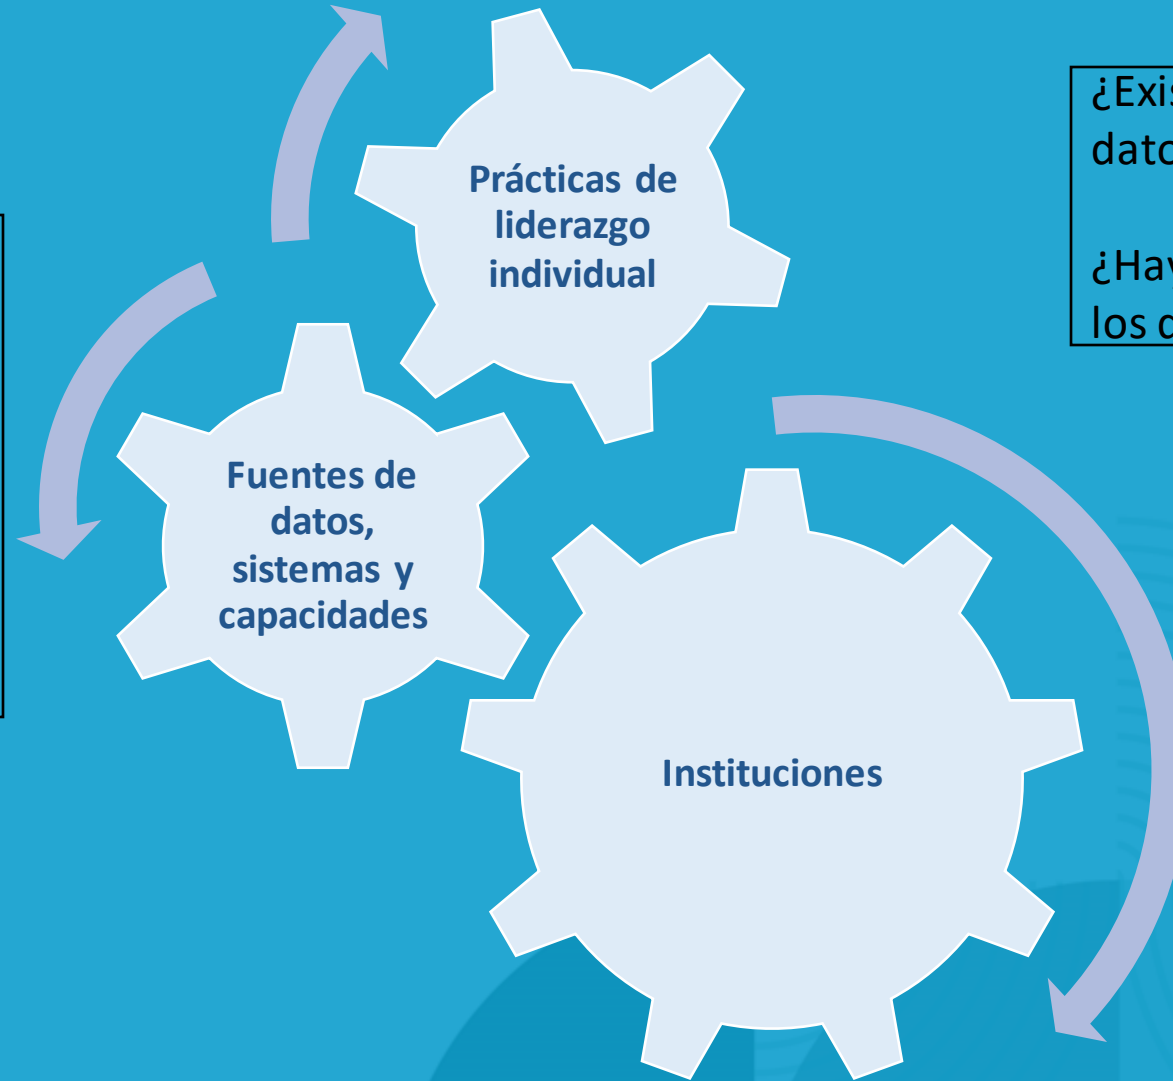 Prácticas de
liderazgo
individual
¿Exis
dato
¿Hay
los d
Fuentes de
datos,
sistemas y
capacidades
Instituciones